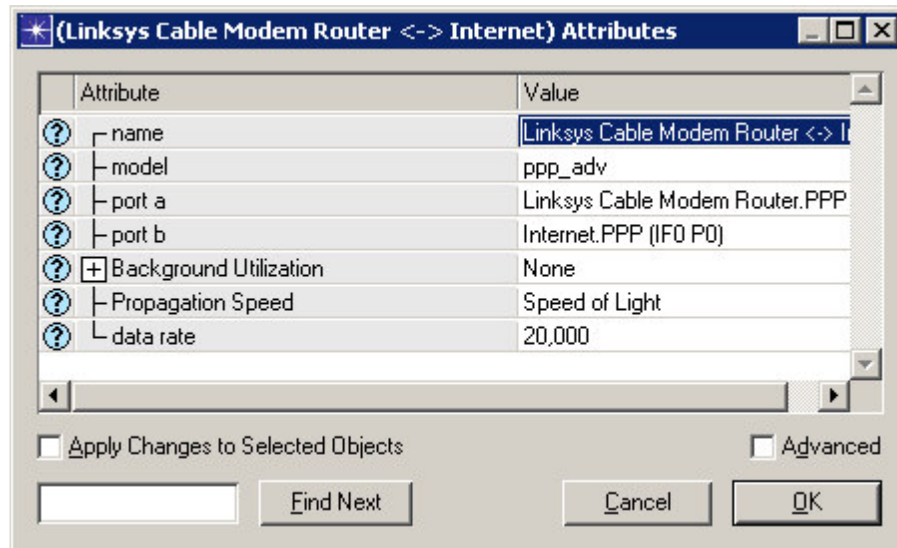 (Linksys Cable Modem Router <-> Internet) Attributes
Attribute Value
name Linksys Cable Modem Router <-> I
model ppp_adv
port a Linksys Cable Modem Router.PPP
port b Internet.PPP (IF0 P0)
Background Utilization None
Propagation Speed Speed of Light
data rate 20,000
Apply Changes to Selected Objects Advanced
Find Next Cancel OK